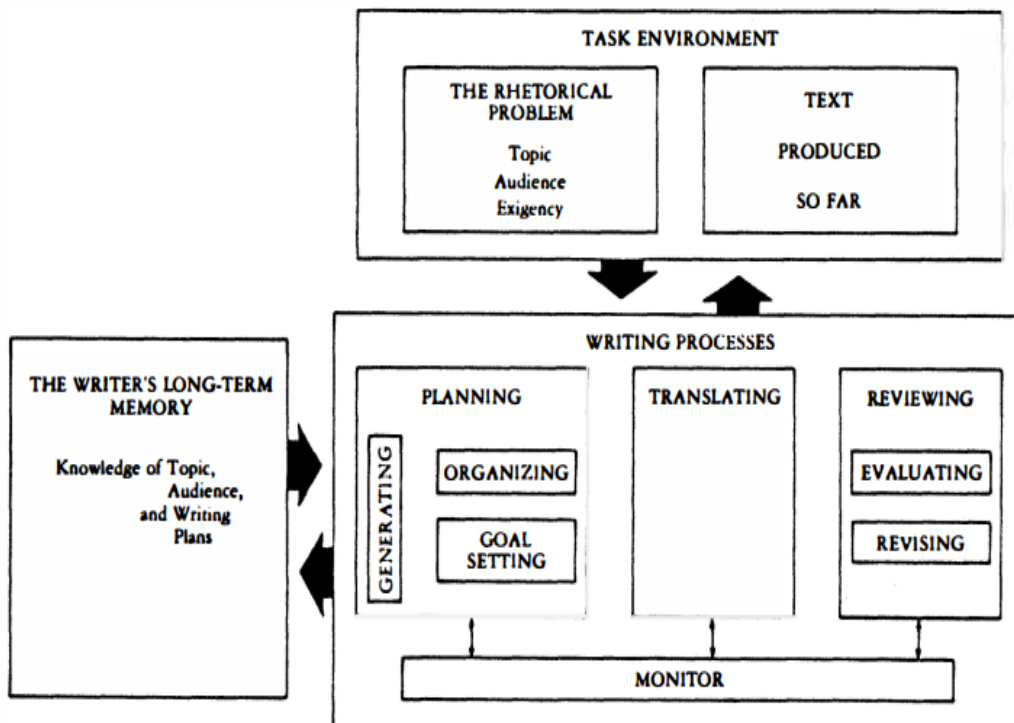 TASK ENVIRONMENT
THE RHETORICAL
PROBLEM
Topic
Audience
Exigency
TEXT
PRODUCED
SO FAR
THE WRITER'S LONG-TERM
MEMORY
Knowledge of Topic,
Audience,
and Writing
Plans
WRITING PROCESSES
PLANNING
GENERATING
ORGANIZING
GOAL
SETTING
TRANSLATING
REVIEWING
EVALUATING
REVISING
MONITOR